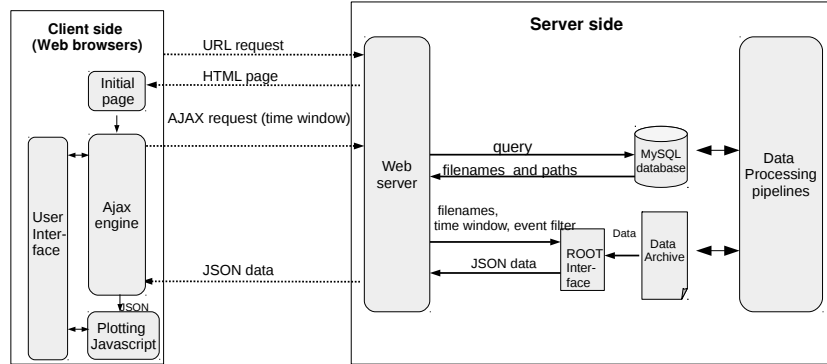 Client side
(Web browsers)
Server side
URL request
HTML page
Initial
page
AJAX request (time window)
User
Inter-
face
Ajax
engine
JSON data
JSON
Plotting
Javascript
Web
server
query
filenames and paths
MySQL
database
filenames,
time window, event filter
JSON data
ROOT
Inter-
face
Data
Data
Archive
Data
Processing
pipelines